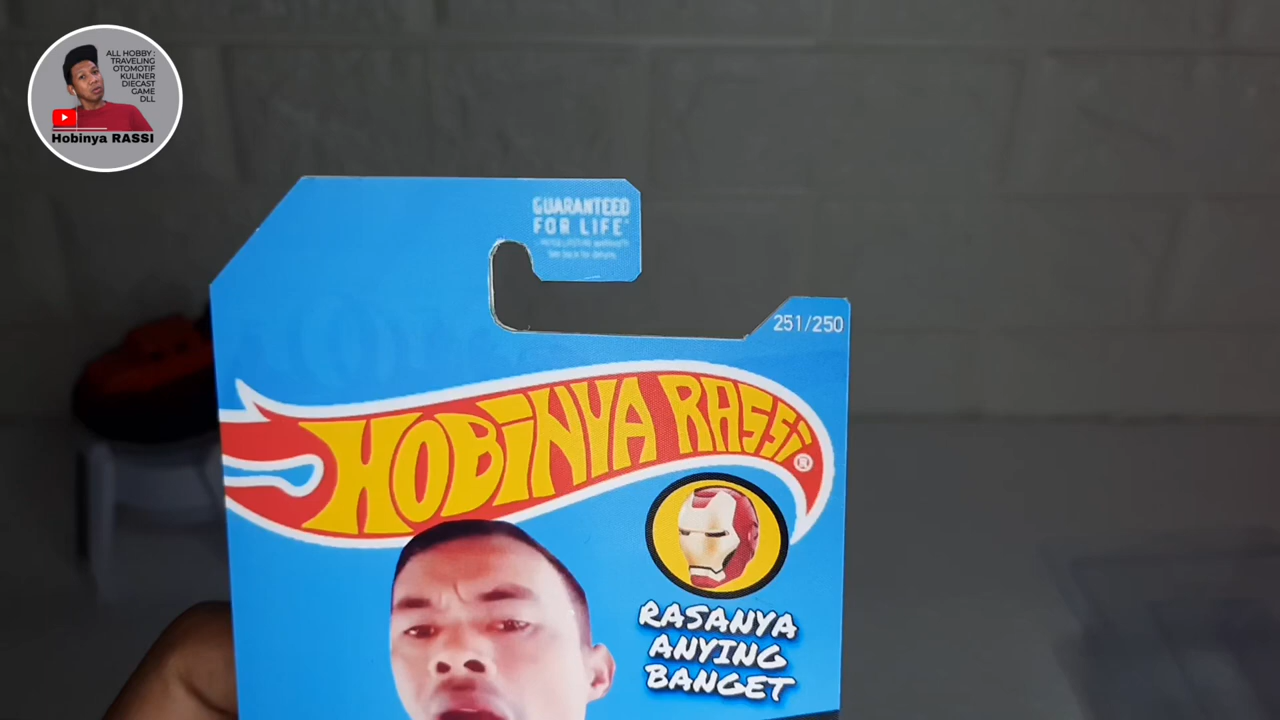 ALL HOBBY :
TRAVELING
OTOMOTIF
KULINER
DIECAST
GAME
DLL
Hobinya RASSI
GUARANTEED
FOR LIFE
251/250
HOBINYA RASSI
RASANYA
ANYING
BANGET